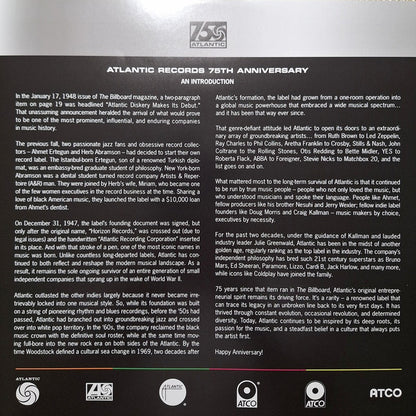 75
ATLANTIC
ATLANTIC RECORDS 75TH ANNIVERSARY
AN INTRODUCTION
In the January 17, 1948 issue of The Billboard magazine, a two-paragraph
item on page 19 was headlined "Atlantic Diskery Makes Its Debut."
That unassuming announcement heralded the arrival of what would prove
to be one of the most prominent, influential, and enduring companies
in music history.
The previous fall, two passionate jazz fans and obsessive record collec-
tors – Ahmet Ertegun and Herb Abramson – had decided to start their own
record label. The Istanbul-born Ertegun, son of a renowned Turkish diplo-
mat, was an embassy-bred graduate student of philosophy. New York-born
Abramson was a dental student turned record company Artists & Reper-
toire (A&R) man. They were joined by Herb's wife, Miriam, who became one
of the few women executives in the record business at the time. Sharing a
love of black American music, they launched the label with a $10,000 loan
from Ahmet's dentist.
On December 31, 1947, the label's founding document was signed, but
only after the original name, "Horizon Records," was crossed out (due to
legal issues) and the handwritten "Atlantic Recording Corporation" inserted
in its place. And with that stroke of a pen, one of the most iconic names in
music was born. Unlike countless long-departed labels, Atlantic has con-
tinued to both reflect and reshape the modern musical landscape. As a
result, it remains the sole ongoing survivor of an entire generation of small
independent companies that sprang up in the wake of World War II.
Atlantic outlasted the other indies largely because it never became irre-
trievably locked into one musical style. So, while its foundation was built
on a string of pioneering rhythm and blues recordings, before the '50s had
passed, Atlantic had branched out into groundbreaking jazz and crossed
over into white pop territory. In the '60s, the company reclaimed the black
music crown with the definitive soul roster, while at the same time moving
full-bore into the new rock era on both sides of the Atlantic. By the
time Woodstock defined a cultural sea change in 1969, two decades after
Atlantic's formation, the label had grown from a one-room operation into
a global music powerhouse that embraced a wide musical spectrum...
and it has been that way ever since.
That genre-defiant attitude led Atlantic to open its doors to an extraordi-
nary array of groundbreaking artists... from Ruth Brown to Led Zeppelin,
Ray Charles to Phil Collins, Aretha Franklin to Crosby, Stills & Nash, John
Coltrane to the Rolling Stones, Otis Redding to Bette Midler, YES to
Roberta Flack, ABBA to Foreigner, Stevie Nicks to Matchbox 20, and the
list goes on and on.
What mattered most to the long-term survival of Atlantic is that it continued
to be run by true music people – people who not only loved the music, but
who understood musicians and spoke their language. People like Ahmet,
fellow producers like his brother Nesuhi and Jerry Wexler; fellow indie label
founders like Doug Morris and Craig Kallman – music makers by choice,
executives by necessity.
For the past two decades, under the guidance of Kallman and lauded
industry leader Julie Greenwald, Atlantic has been in the midst of another
golden age, regularly ranking as the top label in the industry. The company's
independent philosophy has bred such 21st century superstars as Bruno
Mars, Ed Sheeran, Paramore, Lizzo, Cardi B, Jack Harlow, and many more,
while icons like Coldplay have joined the family.
75 years since that item ran in The Billboard, Atlantic's original entrepre-
neurial spirit remains its driving force. It's a rarity – a renowned label that
can trace its legacy in an unbroken line back to its very first days. It has
thrived through constant evolution, occasional revolution, and determined
diversity. Today, Atlantic continues to be inspired by its deep roots, its
passion for the music, and a steadfast belief in a culture that always puts
the artist first.
Happy Anniversary!
ATLANTIC
ATLANTIC
ATLANTIC
ATCO
ATCO
ATCO